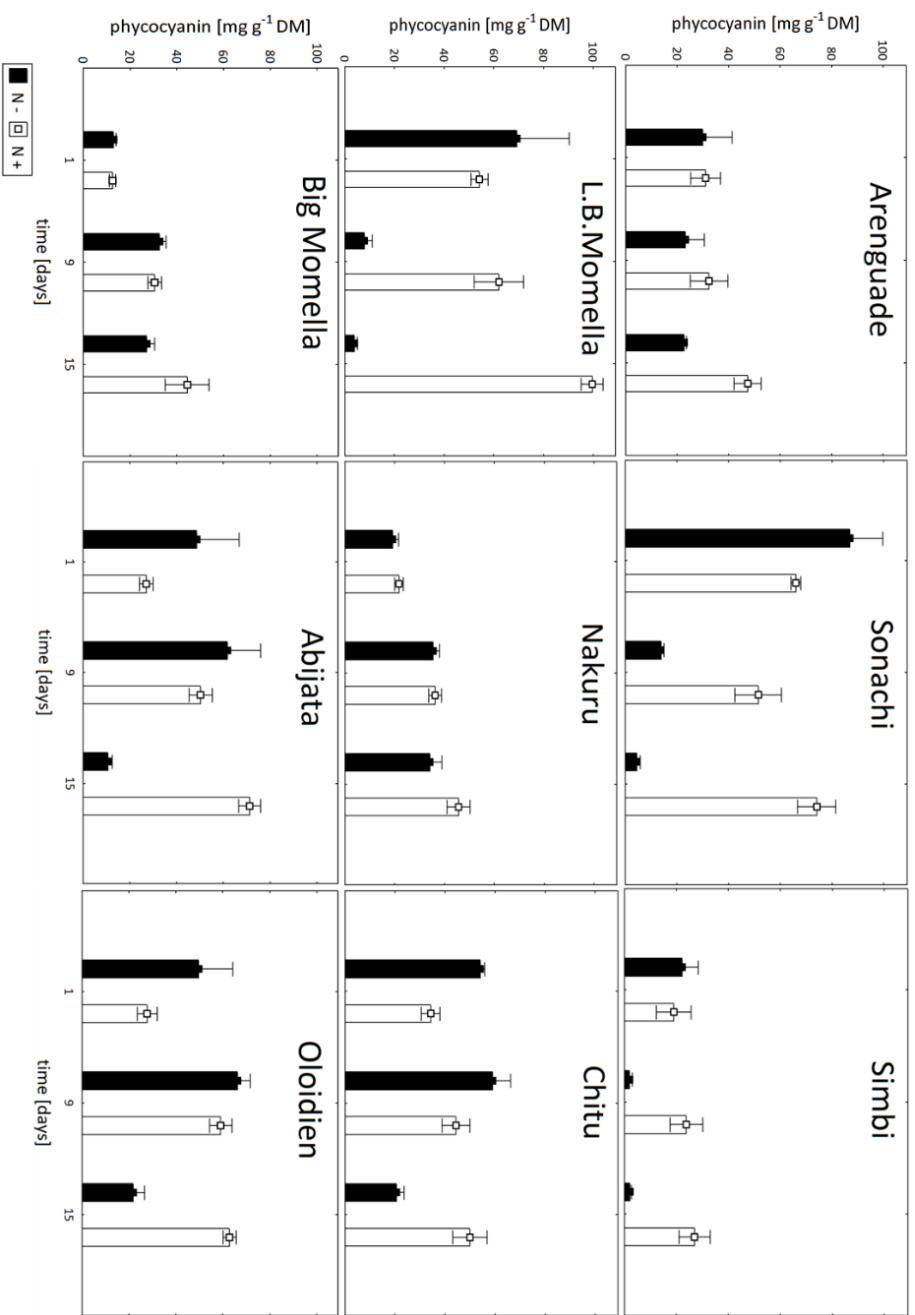 phycocyanin [mg g⁻¹ DM]
100
80
60
40
20
0
Arenguade
Sonachi
Simbi
phycocyanin [mg g⁻¹ DM]
100
80
60
40
20
0
L.B.Momella
Nakuru
Chitu
phycocyanin [mg g⁻¹ DM]
100
80
60
40
20
0
Big Momella
Abijata
Oloidien
1 9 15
1 9 15
1 9 15
time [days]
time [days]
time [days]
N - N +